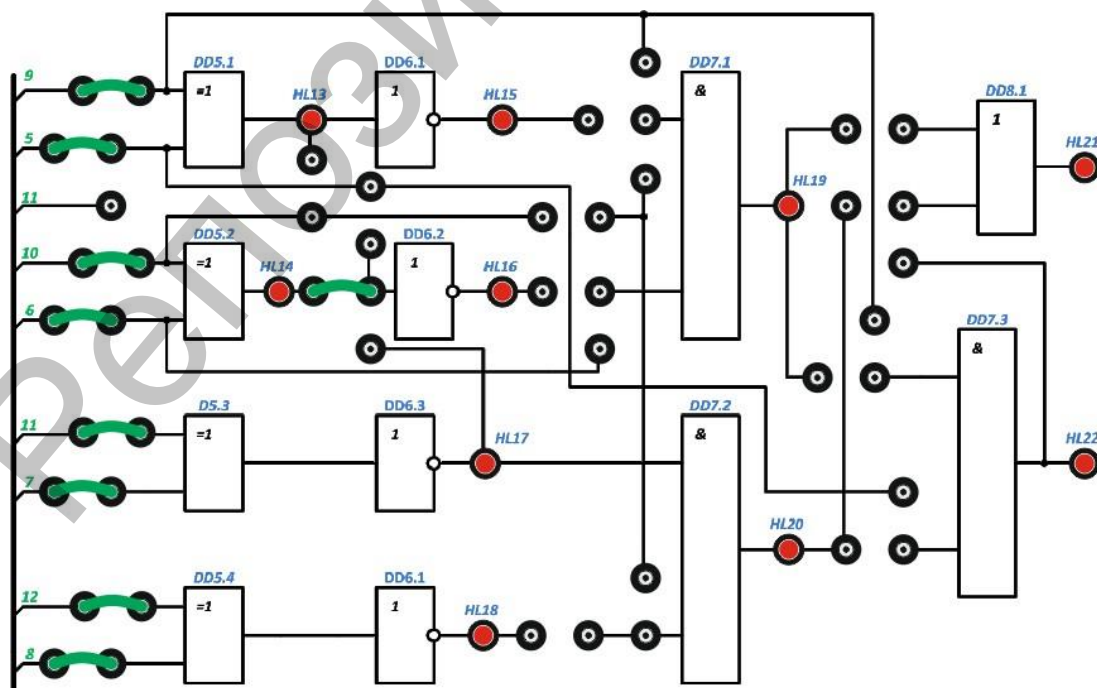 9
DD5.1
=1
HL13
DD6.1
1
HL15
DD7.1
&
DD8.1
1
HL21
5
11
HL19
10
DD5.2
=1
HL14
DD6.2
1
HL16
6
DD7.3
&
11
D5.3
=1
DD6.3
1
HL17
DD7.2
&
HL22
7
HL20
12
DD5.4
=1
DD6.1
1
HL18
8
Репози